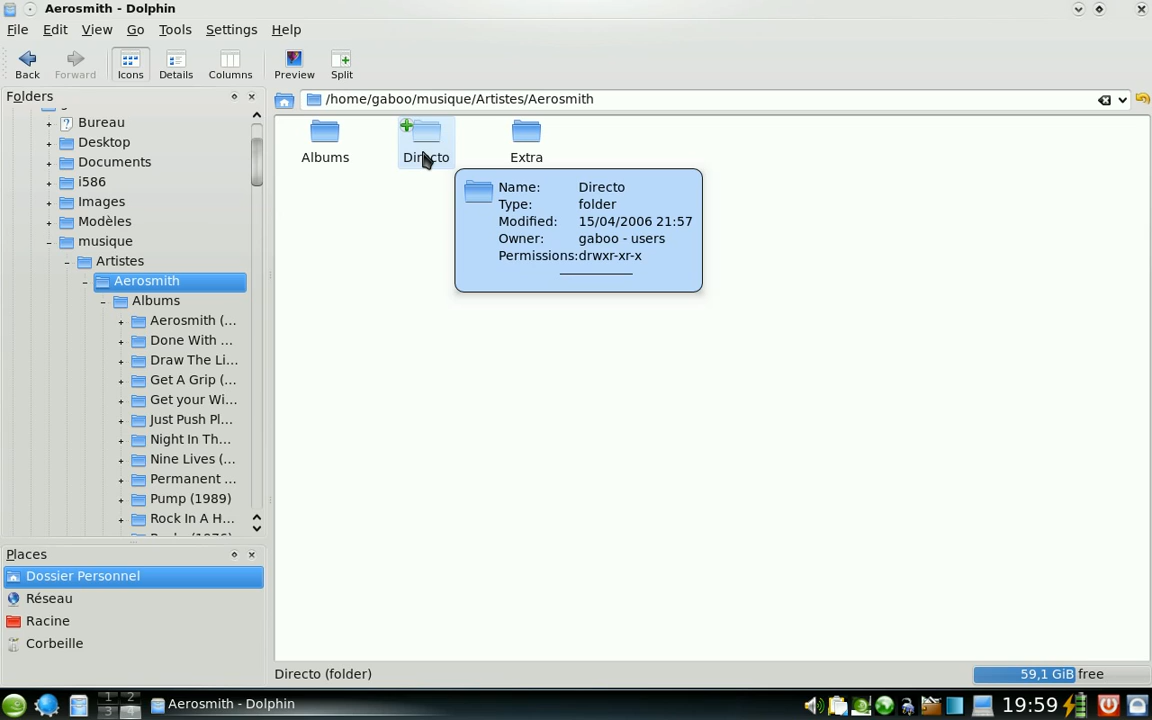 Aerosmith - Dolphin
File Edit View Go Tools Settings Help
Back Forward Icons Details Columns Preview Split
Folders
/home/gaboo/musique/Artistes/Aerosmith
Bureau
Desktop
Documents
i586
Images
Modèles
musique
Artistes
Aerosmith
Albums
Aerosmith (...
Done With ...
Draw The Li...
Get A Grip (...
Get your Wi...
Just Push Pl...
Night In Th...
Nine Lives (...
Permanent ...
Pump (1989)
Rock In A H...
Albums Directo Extra
Name: Directo
Type: folder
Modified: 15/04/2006 21:57
Owner: gaboo - users
Permissions:drwxr-xr-x
Places
Dossier Personnel
Réseau
Racine
Corbeille
Directo (folder)
59,1 GiB free
1 2
3 4
Aerosmith - Dolphin
19:59